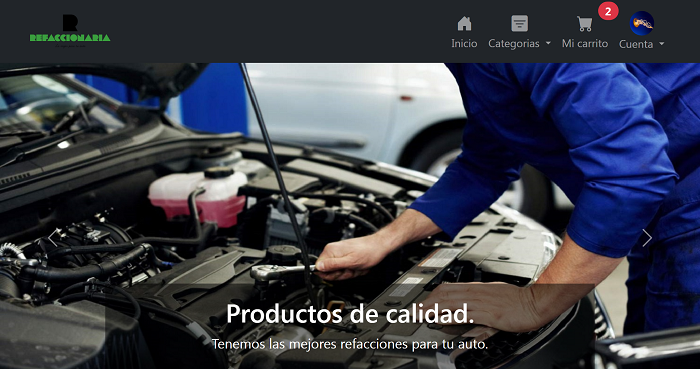 R
REFACCIONARIA
Inicio
Categorias
Mi carrito
2
Cuenta
Productos de calidad.
Tenemos las mejores refacciones para tu auto.